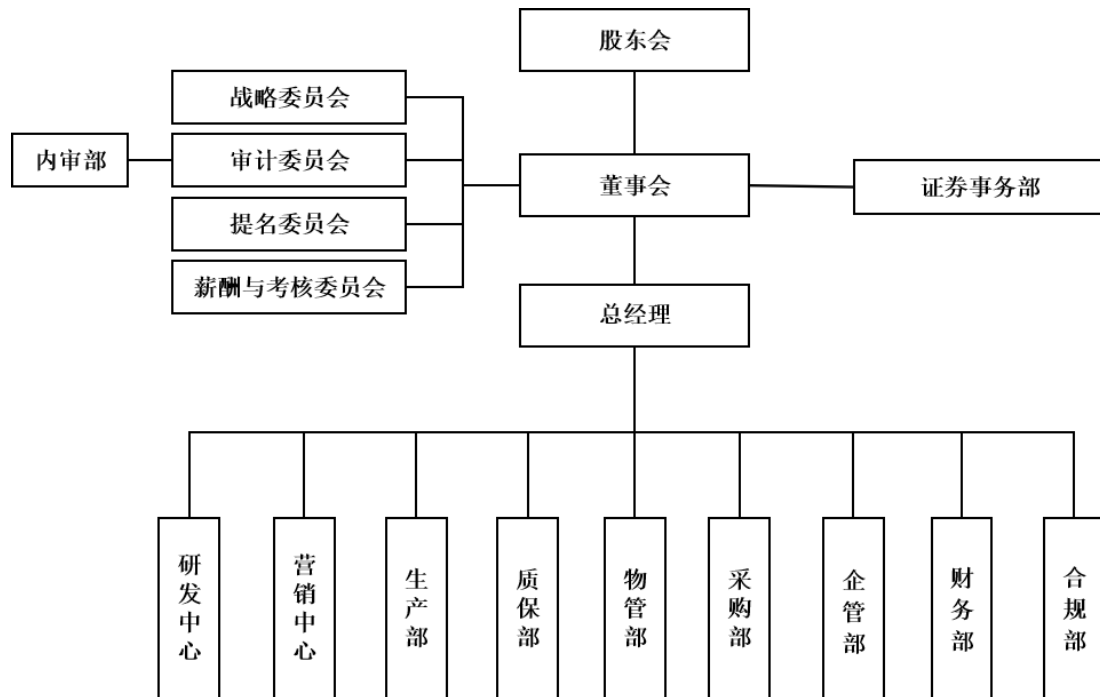 股东会
战略委员会
内审部
审计委员会
董事会
证券事务部
提名委员会
薪酬与考核委员会
总经理
研发中心
营销中心
生产部
质保部
物管部
采购部
企管部
财务部
合规部